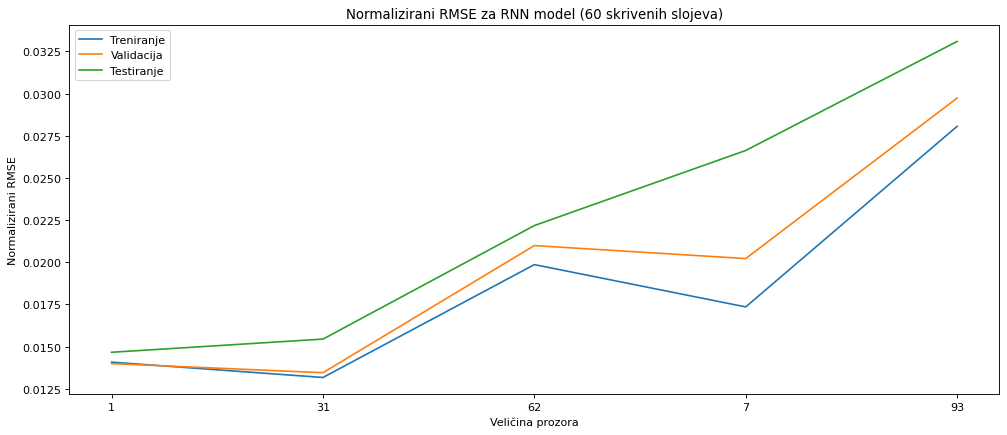 Normalizirani RMSE za RNN model (60 skrivenih slojeva)
Treniranje
Validacija
Testiranje
Normalizirani RMSE
0.0325
0.0300
0.0275
0.0250
0.0225
0.0200
0.0175
0.0150
0.0125
1 31 62 7 93
Veličina prozora